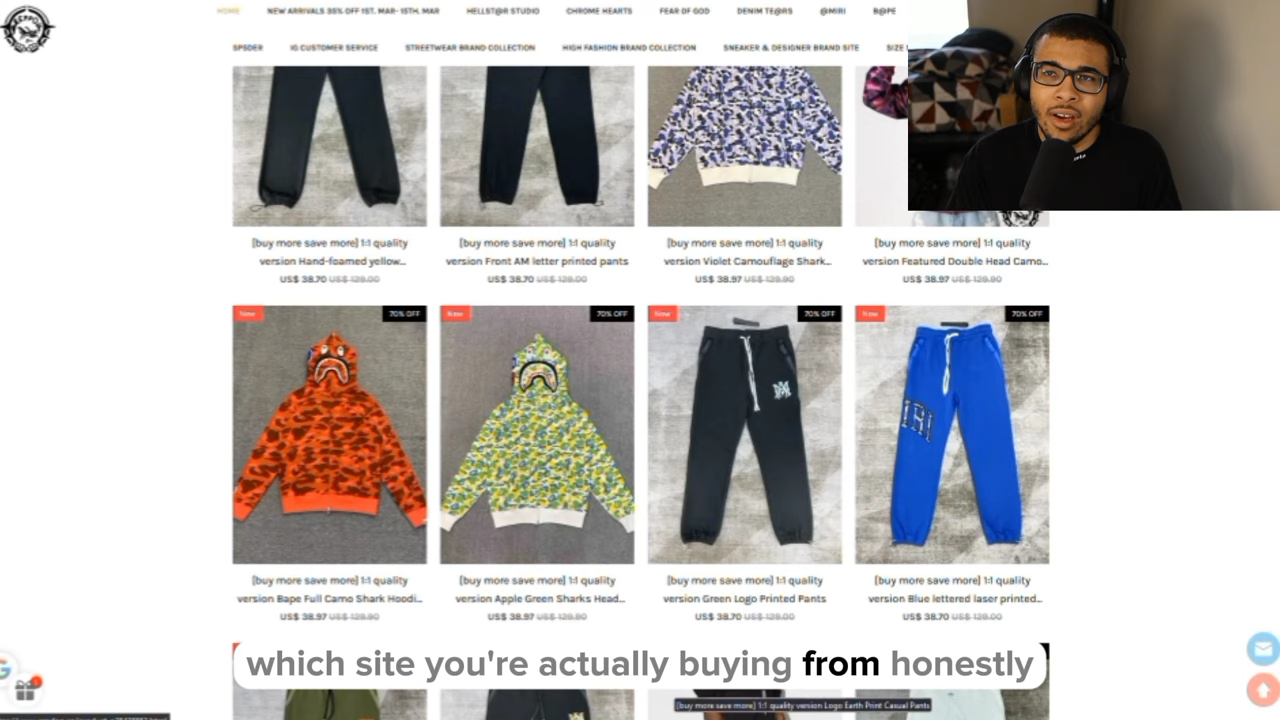 HOME NEW ARRIVALS 35% OFF 1ST. MAR- 15TH. MAR HELLST@R STUDIO CHROME HEARTS FEAR OF GOD DENIM TE@RS @MIRI B@PE
SP5DER IG CUSTOMER SERVICE STREETWEAR BRAND COLLECTION HIGH FASHION BRAND COLLECTION SNEAKER & DESIGNER BRAND SITE SIZE
[buy more save more] 1:1 quality
version Hand-foamed yellow...
US$ 38.70 US$ 129.00
[buy more save more] 1:1 quality
version Front AM letter printed pants
US$ 38.70 US$ 129.00
[buy more save more] 1:1 quality
version Violet Camouflage Shark...
US$ 38.97 US$ 129.90
[buy more save more] 1:1 quality
version Featured Double Head Camo...
US$ 38.97 US$ 129.90
New 70% OFF
New 70% OFF
New 70% OFF
New 70% OFF
[buy more save more] 1:1 quality
version Bape Full Camo Shark Hoodi...
US$ 38.97 US$ 129.90
[buy more save more] 1:1 quality
version Apple Green Sharks Head...
US$ 38.97 US$ 129.90
[buy more save more] 1:1 quality
version Green Logo Printed Pants
US$ 38.70 US$ 129.00
[buy more save more] 1:1 quality
version Blue lettered laser printed...
US$ 38.70 US$ 129.00
which site you're actually buying from honestly
[buy more save more] 1:1 quality version Logo Earth Print Casual Pants